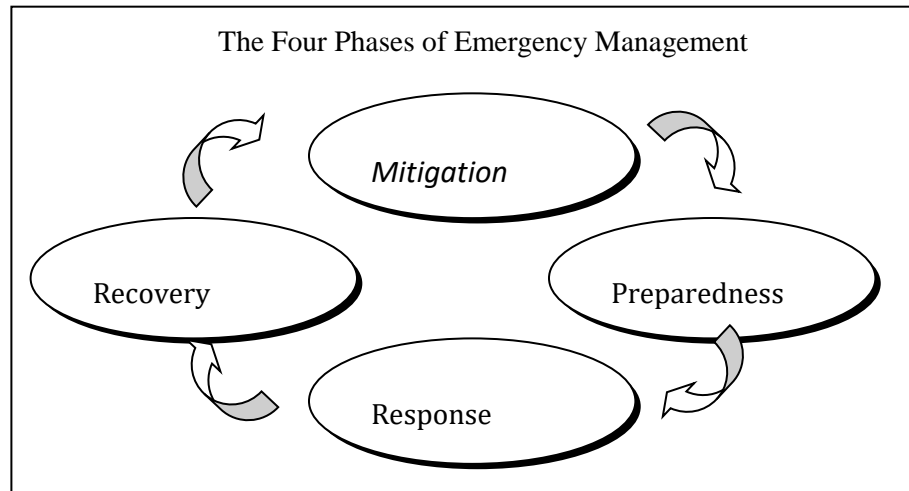 The Four Phases of Emergency Management
Mitigation
Recovery
Preparedness
Response